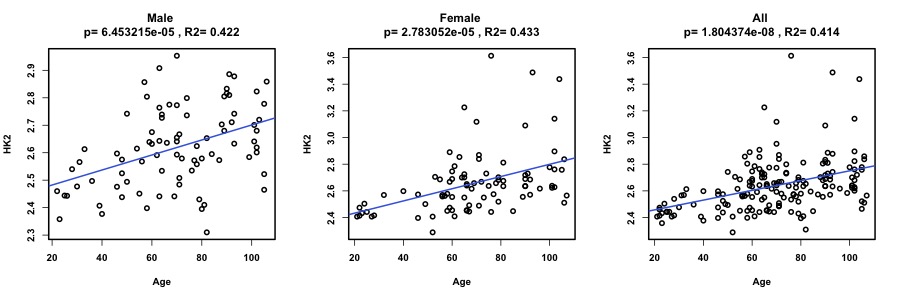 Male
p= 6.453215e-05 , R2= 0.422
HK2
2.9
2.8
2.7
2.6
2.5
2.4
2.3
20 40 60 80 100
Age
Female
p= 2.783052e-05 , R2= 0.433
HK2
3.6
3.4
3.2
3.0
2.8
2.6
2.4
20 40 60 80 100
Age
All
p= 1.804374e-08 , R2= 0.414
HK2
3.6
3.4
3.2
3.0
2.8
2.6
2.4
20 40 60 80 100
Age